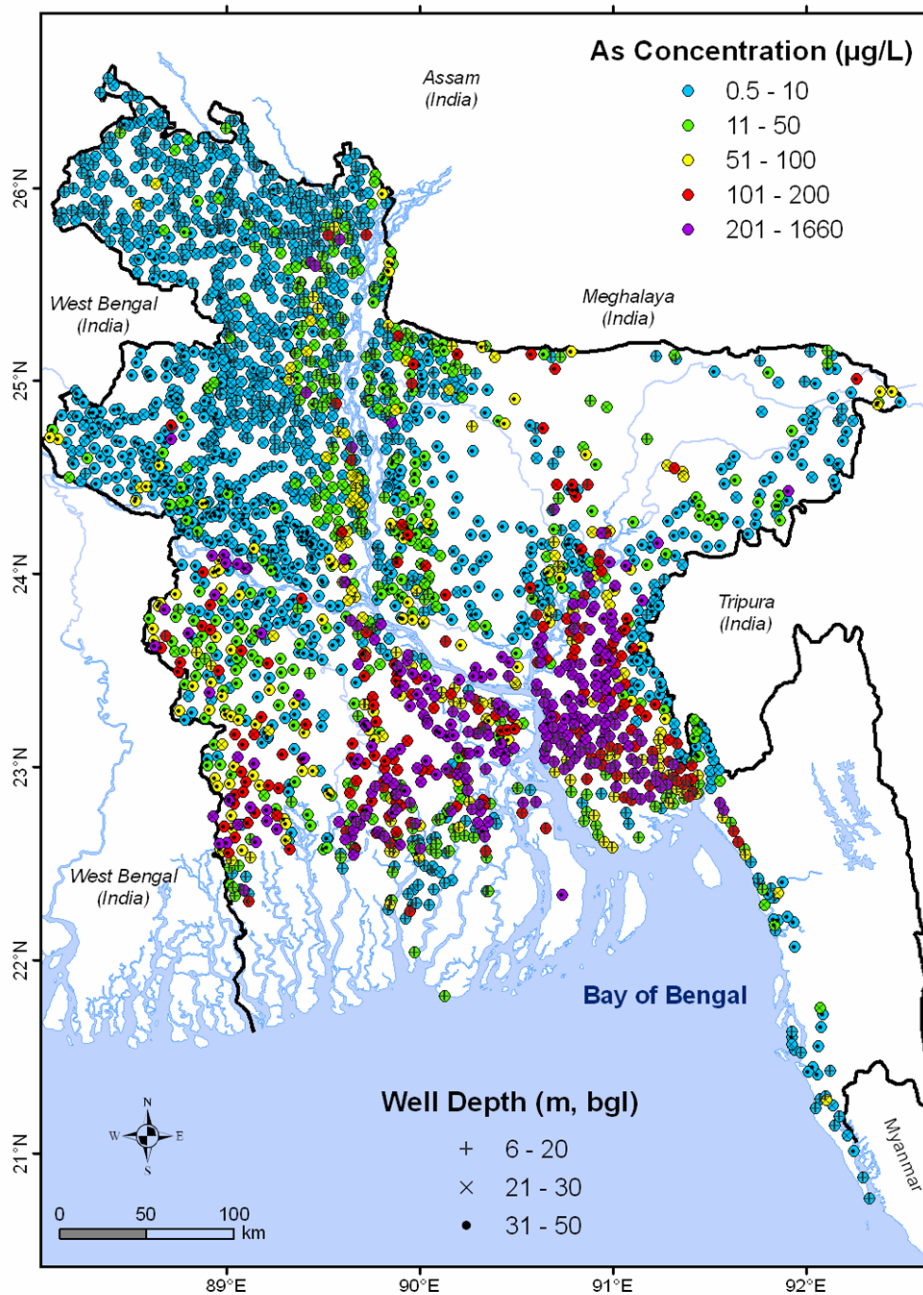 As Concentration (µg/L)
0.5 - 10
11 - 50
51 - 100
101 - 200
201 - 1660
Assam
(India)
26°N
West Bengal
(India)
Meghalaya
(India)
25°N
24°N
Tripura
(India)
23°N
West Bengal
(India)
22°N
Bay of Bengal
Well Depth (m, bgl)
6 - 20
21 - 30
31 - 50
N
W
E
S
21°N
Myanmar
0
50
100
km
89°E
90°E
91°E
92°E